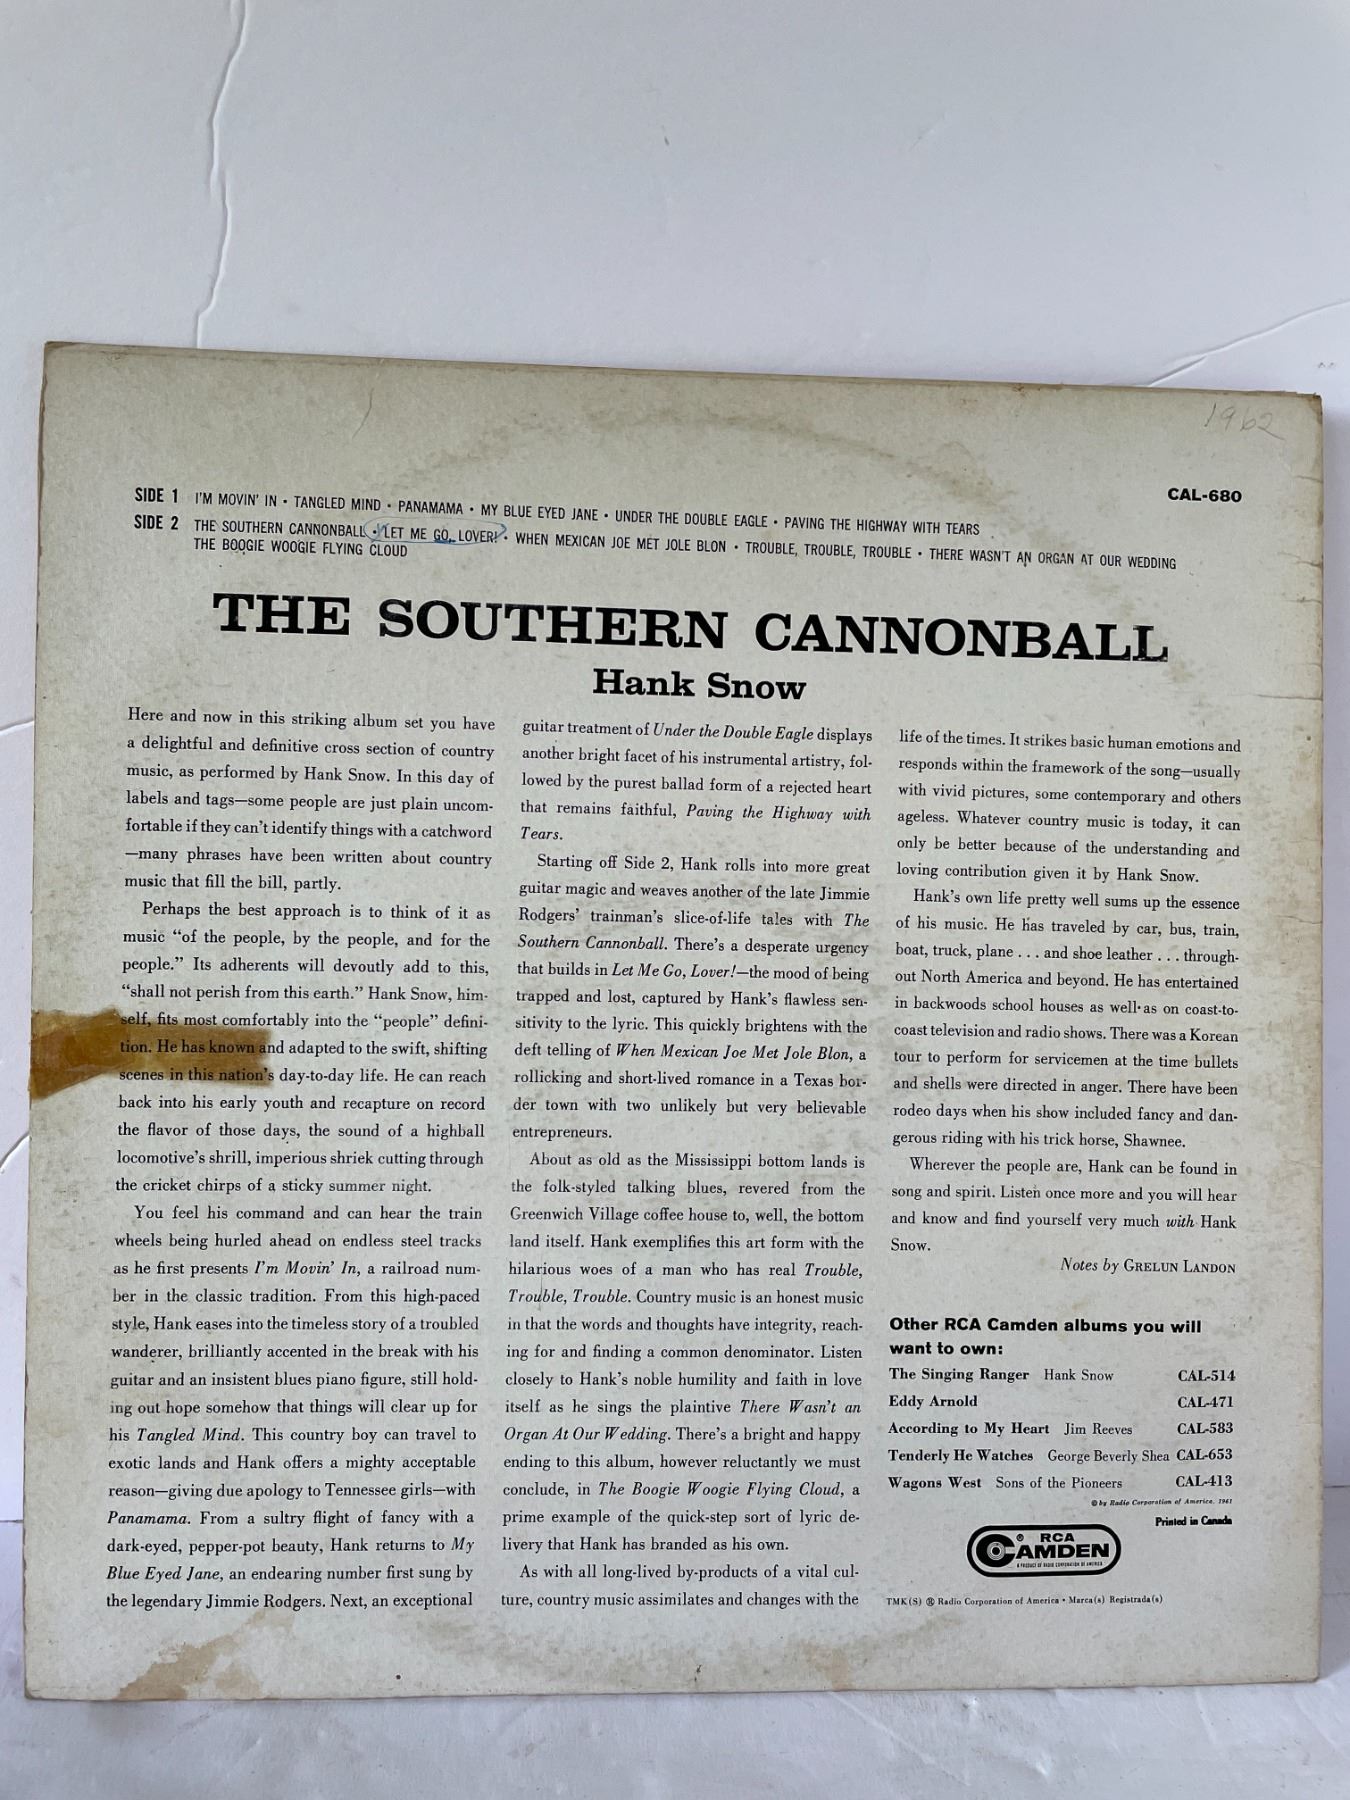 1962
CAL-680
SIDE 1 I'M MOVIN' IN • TANGLED MIND • PANAMAMA • MY BLUE EYED JANE • UNDER THE DOUBLE EAGLE • PAVING THE HIGHWAY WITH TEARS
SIDE 2 THE SOUTHERN CANNONBALL • LET ME GO, LOVER! • WHEN MEXICAN JOE MET JOLE BLON • TROUBLE, TROUBLE, TROUBLE • THERE WASN'T AN ORGAN AT OUR WEDDING
THE BOOGIE WOOGIE FLYING CLOUD
THE SOUTHERN CANNONBALL
Hank Snow
Here and now in this striking album set you have
a delightful and definitive cross section of country
music, as performed by Hank Snow. In this day of
labels and tags—some people are just plain uncom-
fortable if they can't identify things with a catchword
—many phrases have been written about country
music that fill the bill, partly.
Perhaps the best approach is to think of it as
music "of the people, by the people, and for the
people." Its adherents will devoutly add to this,
"shall not perish from this earth." Hank Snow, him-
self, fits most comfortably into the "people" defini-
tion. He has known and adapted to the swift, shifting
scenes in this nation's day-to-day life. He can reach
back into his early youth and recapture on record
the flavor of those days, the sound of a highball
locomotive's shrill, imperious shriek cutting through
the cricket chirps of a sticky summer night.
You feel his command and can hear the train
wheels being hurled ahead on endless steel tracks
as he first presents I'm Movin' In, a railroad num-
ber in the classic tradition. From this high-paced
style, Hank eases into the timeless story of a troubled
wanderer, brilliantly accented in the break with his
guitar and an insistent blues piano figure, still hold-
ing out hope somehow that things will clear up for
his Tangled Mind. This country boy can travel to
exotic lands and Hank offers a mighty acceptable
reason—giving due apology to Tennessee girls—with
Panamama. From a sultry flight of fancy with a
dark-eyed, pepper-pot beauty, Hank returns to My
Blue Eyed Jane, an endearing number first sung by
the legendary Jimmie Rodgers. Next, an exceptional
guitar treatment of Under the Double Eagle displays
another bright facet of his instrumental artistry, fol-
lowed by the purest ballad form of a rejected heart
that remains faithful, Paving the Highway with
Tears.
Starting off Side 2, Hank rolls into more great
guitar magic and weaves another of the late Jimmie
Rodgers' trainman's slice-of-life tales with The
Southern Cannonball. There's a desperate urgency
that builds in Let Me Go, Lover!—the mood of being
trapped and lost, captured by Hank's flawless sen-
sitivity to the lyric. This quickly brightens with the
deft telling of When Mexican Joe Met Jole Blon, a
rollicking and short-lived romance in a Texas bor-
der town with two unlikely but very believable
entrepreneurs.
About as old as the Mississippi bottom lands is
the folk-styled talking blues, revered from the
Greenwich Village coffee house to, well, the bottom
land itself. Hank exemplifies this art form with the
hilarious woes of a man who has real Trouble,
Trouble, Trouble. Country music is an honest music
in that the words and thoughts have integrity, reach-
ing for and finding a common denominator. Listen
closely to Hank's noble humility and faith in love
itself as he sings the plaintive There Wasn't an
Organ At Our Wedding. There's a bright and happy
ending to this album, however reluctantly we must
conclude, in The Boogie Woogie Flying Cloud, a
prime example of the quick-step sort of lyric de-
livery that Hank has branded as his own.
As with all long-lived by-products of a vital cul-
ture, country music assimilates and changes with the
life of the times. It strikes basic human emotions and
responds within the framework of the song—usually
with vivid pictures, some contemporary and others
ageless. Whatever country music is today, it can
only be better because of the understanding and
loving contribution given it by Hank Snow.
Hank's own life pretty well sums up the essence
of his music. He has traveled by car, bus, train,
boat, truck, plane . . . and shoe leather . . . through-
out North America and beyond. He has entertained
in backwoods school houses as well as on coast-to-
coast television and radio shows. There was a Korean
tour to perform for servicemen at the time bullets
and shells were directed in anger. There have been
rodeo days when his show included fancy and dan-
gerous riding with his trick horse, Shawnee.
Wherever the people are, Hank can be found in
song and spirit. Listen once more and you will hear
and know and find yourself very much with Hank
Snow.
Notes by GRELUN LANDON
Other RCA Camden albums you will
want to own:
The Singing Ranger Hank Snow CAL-514
Eddy Arnold CAL-471
According to My Heart Jim Reeves CAL-583
Tenderly He Watches George Beverly Shea CAL-653
Wagons West Sons of the Pioneers CAL-413
© by Radio Corporation of America, 1961
Printed in Canada
® RCA
CAMDEN
A PRODUCT OF RADIO CORPORATION OF AMERICA
TMK(S) ® Radio Corporation of America • Marca(s) Registrada(s)